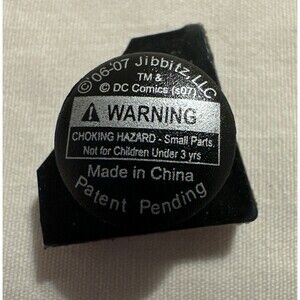 © '06-'07 Jibbitz, LLC
TM &
© DC Comics (s07)
⚠ WARNING
CHOKING HAZARD - Small Parts.
Not for Children Under 3 yrs
Made in China
Patent Pending